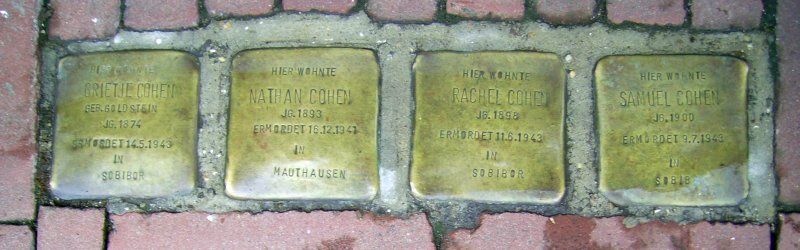 HIER WOHNTE
GRIETJE COHEN
GEB. GOLDSTEIN
JG. 1874
ERMORDET 14.5.1943
IN
SOBIBOR
HIER WOHNTE
NATHAN COHEN
JG. 1893
ERMORDET 16.12.1941
IN
MAUTHAUSEN
HIER WOHNTE
RACHEL COHEN
JG. 1898
ERMORDET 11.6.1943
IN
SOBIBOR
HIER WOHNTE
SAMUEL COHEN
JG. 1900
ERMORDET 9.7.1943
IN
SOBIBOR